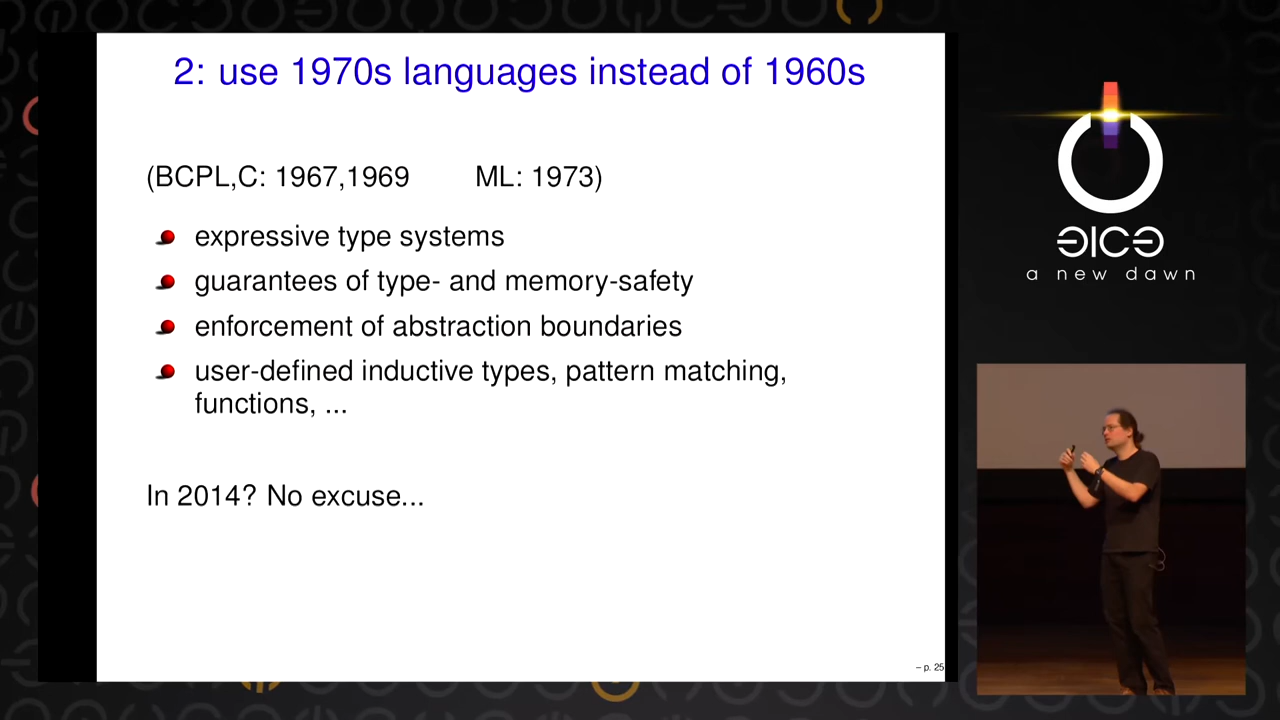 2: use 1970s languages instead of 1960s
(BCPL,C: 1967,1969 ML: 1973)
expressive type systems
guarantees of type- and memory-safety
enforcement of abstraction boundaries
user-defined inductive types, pattern matching,
functions, ...
In 2014? No excuse...
– p. 25
ƎICƎ
a new dawn